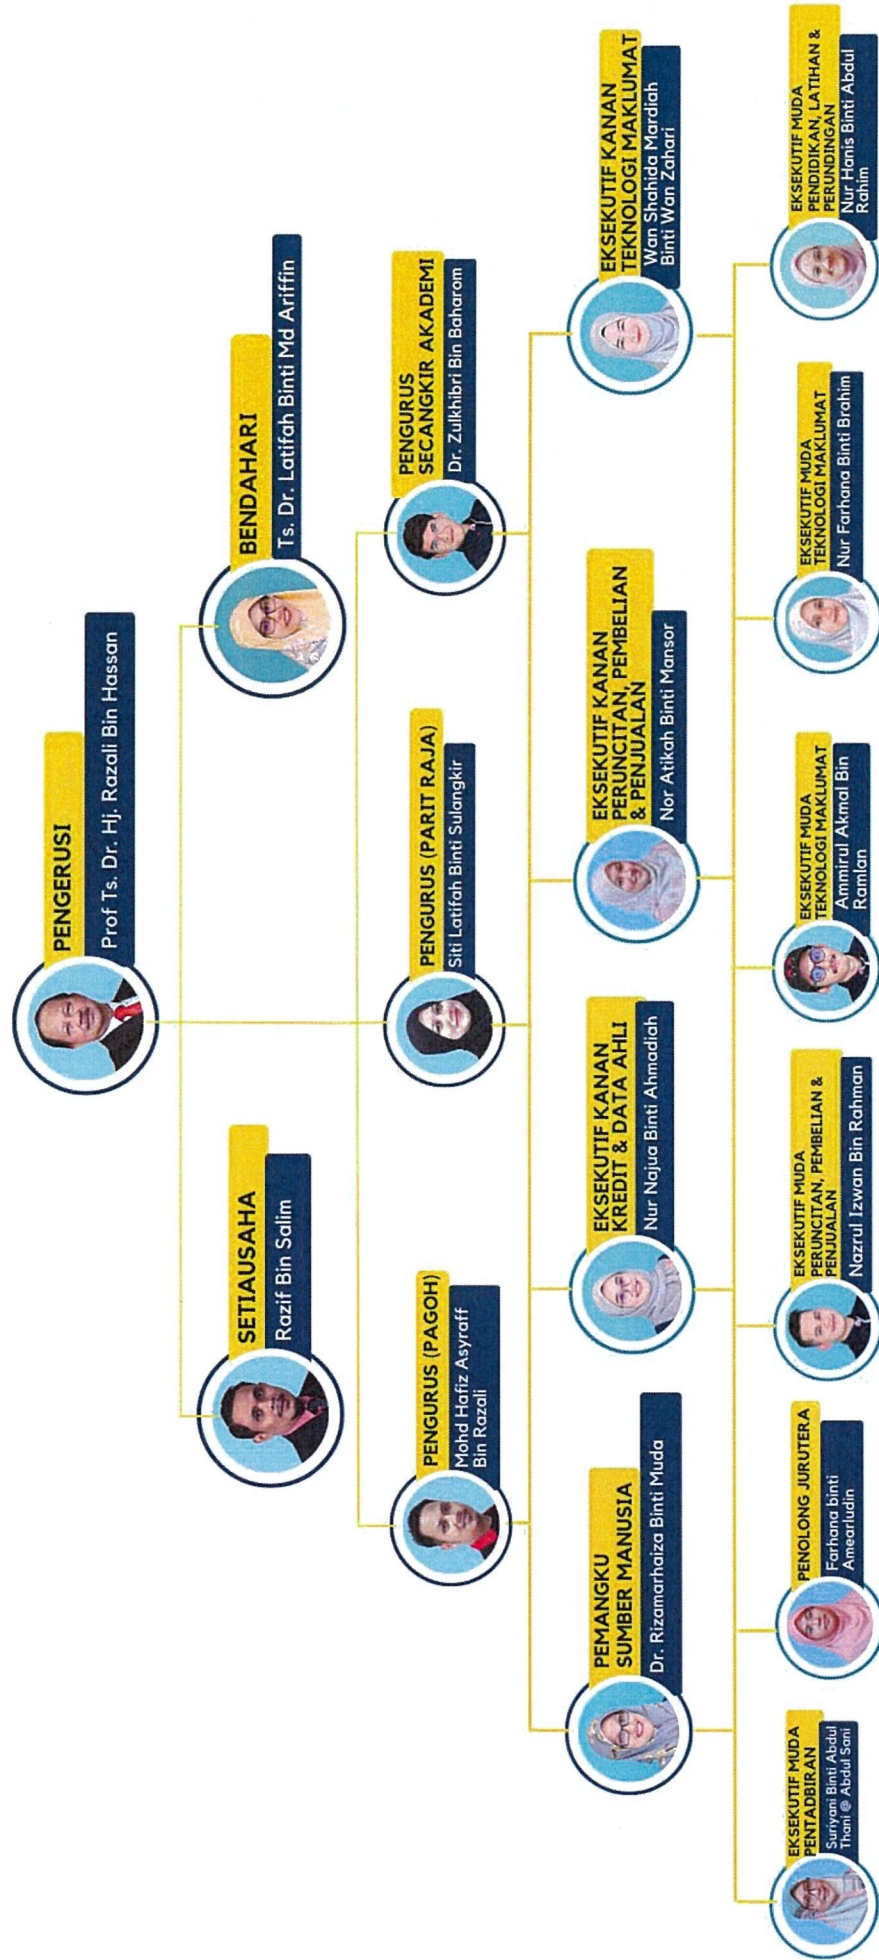 PENGERUSI
Prof Ts. Dr. Hj. Razali Bin Hassan
SETIAUSAHA
Razif Bin Salim
BENDAHARI
Ts. Dr. Latifah Binti Md Ariffin
PENGURUS (PAGOH)
Mohd Hafiz Asyraff
Bin Razali
PENGURUS (PARIT RAJA)
Siti Latifah Binti Sulangkir
PENGURUS
SECANGKIR AKADEMI
Dr. Zulkhibri Bin Baharom
PEMANGKU
SUMBER MANUSIA
Dr. Rizamarhaiza Binti Muda
EKSEKUTIF KANAN
KREDIT & DATA AHLI
Nur Najua Binti Ahmadiah
EKSEKUTIF KANAN
PERUNCITAN, PEMBELIAN
& PENJUALAN
Nor Atikah Binti Mansor
EKSEKUTIF KANAN
TEKNOLOGI MAKLUMAT
Wan Shahida Mardiah
Binti Wan Zahari
EKSEKUTIF MUDA
PENTADBIRAN
Suriyani Binti Abdul
Thani @ Abdul Sani
PENOLONG JURUTERA
Farhana binti
Amearludin
EKSEKUTIF MUDA
PERUNCITAN, PEMBELIAN &
PENJUALAN
Nazrul Izwan Bin Rahman
EKSEKUTIF MUDA
TEKNOLOGI MAKLUMAT
Ammirul Akmal Bin
Ramlan
EKSEKUTIF MUDA
TEKNOLOGI MAKLUMAT
Nur Farhana Binti Brahim
EKSEKUTIF MUDA
PENDIDIKAN, LATIHAN &
PERUNDINGAN
Nur Hanis Binti Abdul
Rahim